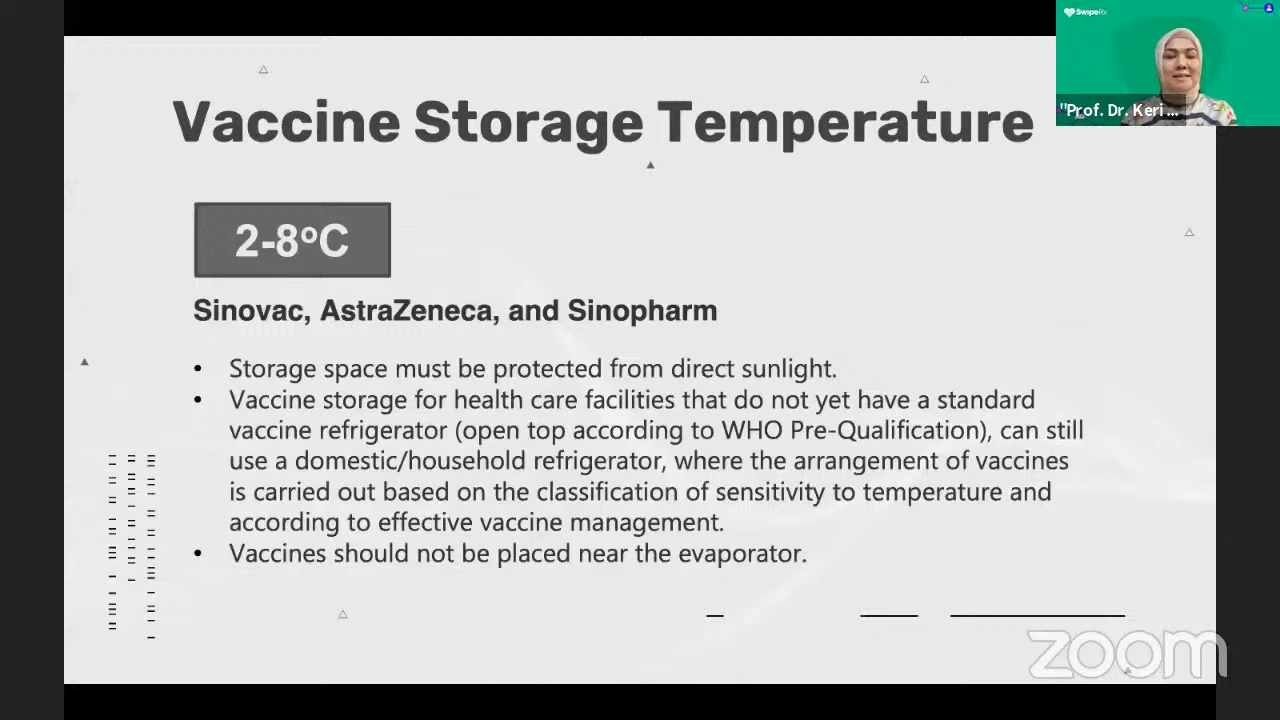 SwipeRx
"Prof. Dr. Keri ...
Vaccine Storage Temperature
2-8°C
Sinovac, AstraZeneca, and Sinopharm
• Storage space must be protected from direct sunlight.
• Vaccine storage for health care facilities that do not yet have a standard
vaccine refrigerator (open top according to WHO Pre-Qualification), can still
use a domestic/household refrigerator, where the arrangement of vaccines
is carried out based on the classification of sensitivity to temperature and
according to effective vaccine management.
• Vaccines should not be placed near the evaporator.
zoom